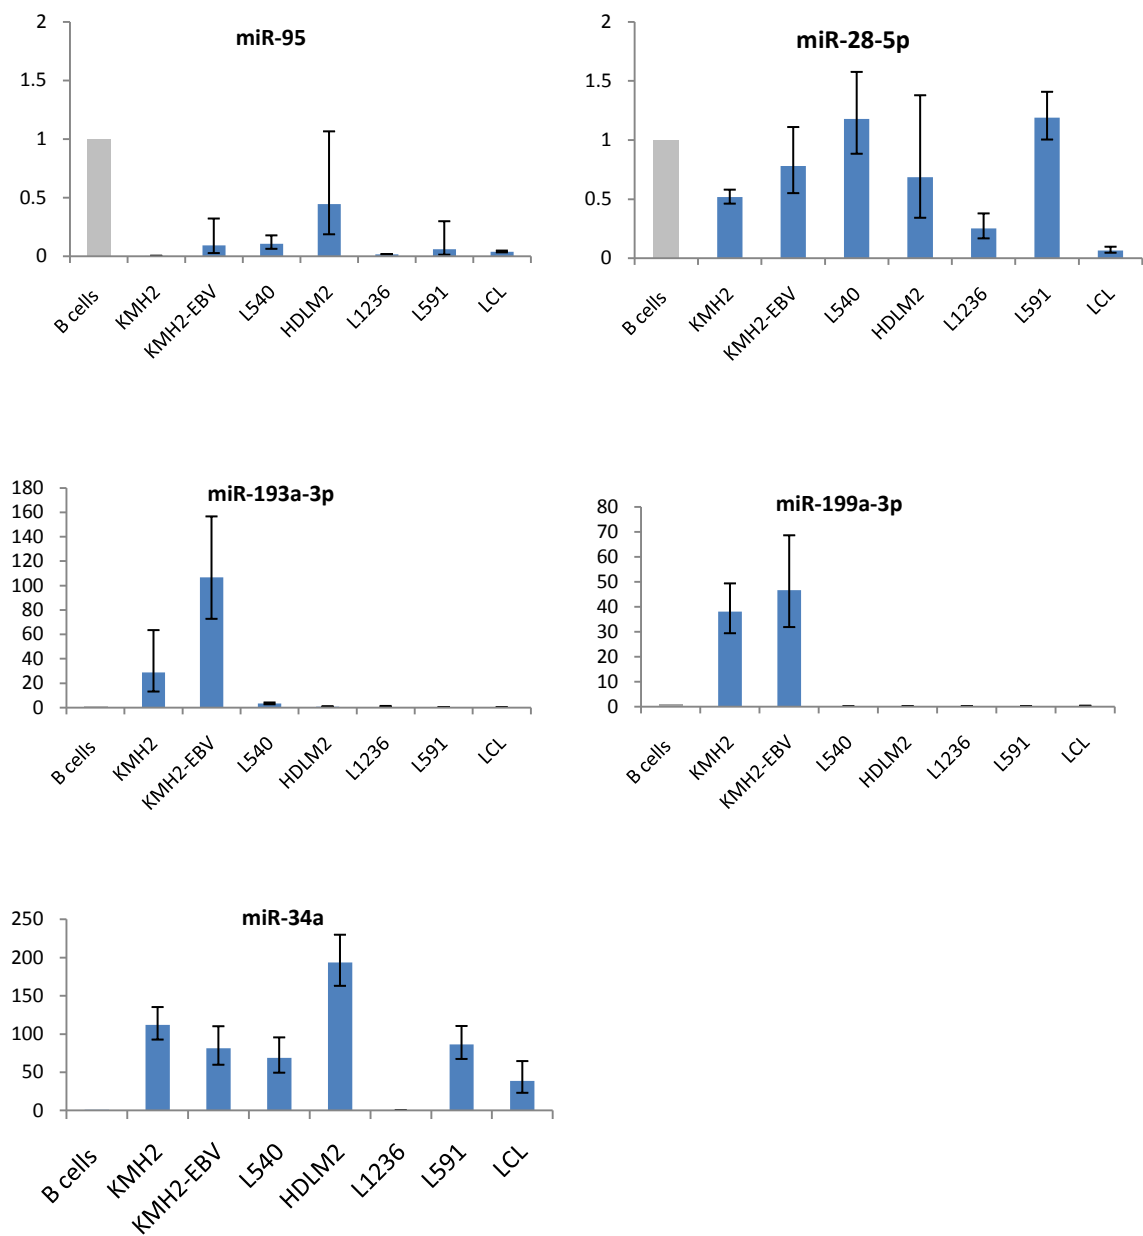 miR-95
2
1.5
1
0.5
0
B cells
KMH2
KMH2-EBV
L540
HDLM2
L1236
L591
LCL
miR-28-5p
2
1.5
1
0.5
0
B cells
KMH2
KMH2-EBV
L540
HDLM2
L1236
L591
LCL
miR-193a-3p
180
160
140
120
100
80
60
40
20
0
B cells
KMH2
KMH2-EBV
L540
HDLM2
L1236
L591
LCL
miR-199a-3p
80
70
60
50
40
30
20
10
0
B cells
KMH2
KMH2-EBV
L540
HDLM2
L1236
L591
LCL
miR-34a
250
200
150
100
50
0
B cells
KMH2
KMH2-EBV
L540
HDLM2
L1236
L591
LCL